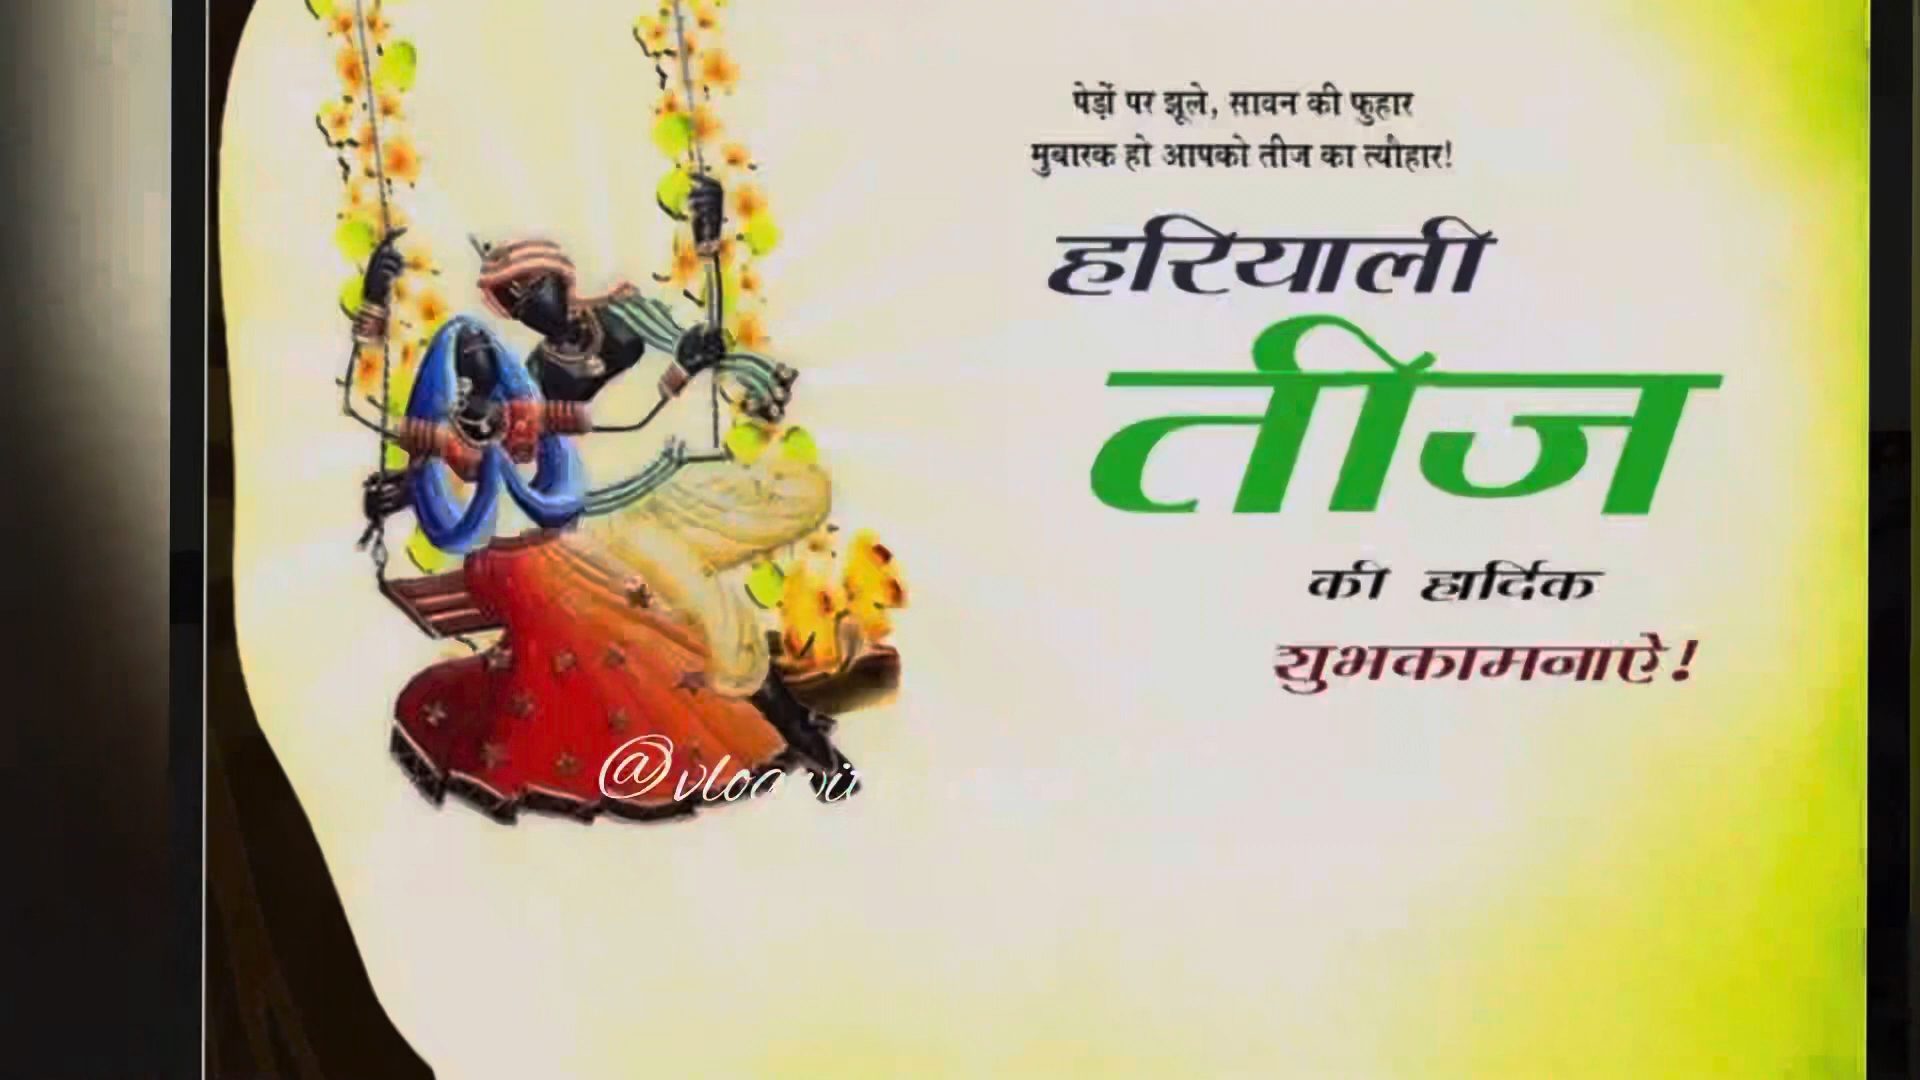 पेड़ों पर झूले, सावन की फुहार
मुबारक हो आपको तीज का त्यौहार!
हरियाली
तीज
की हार्दिक
शुभकामनाऐ!